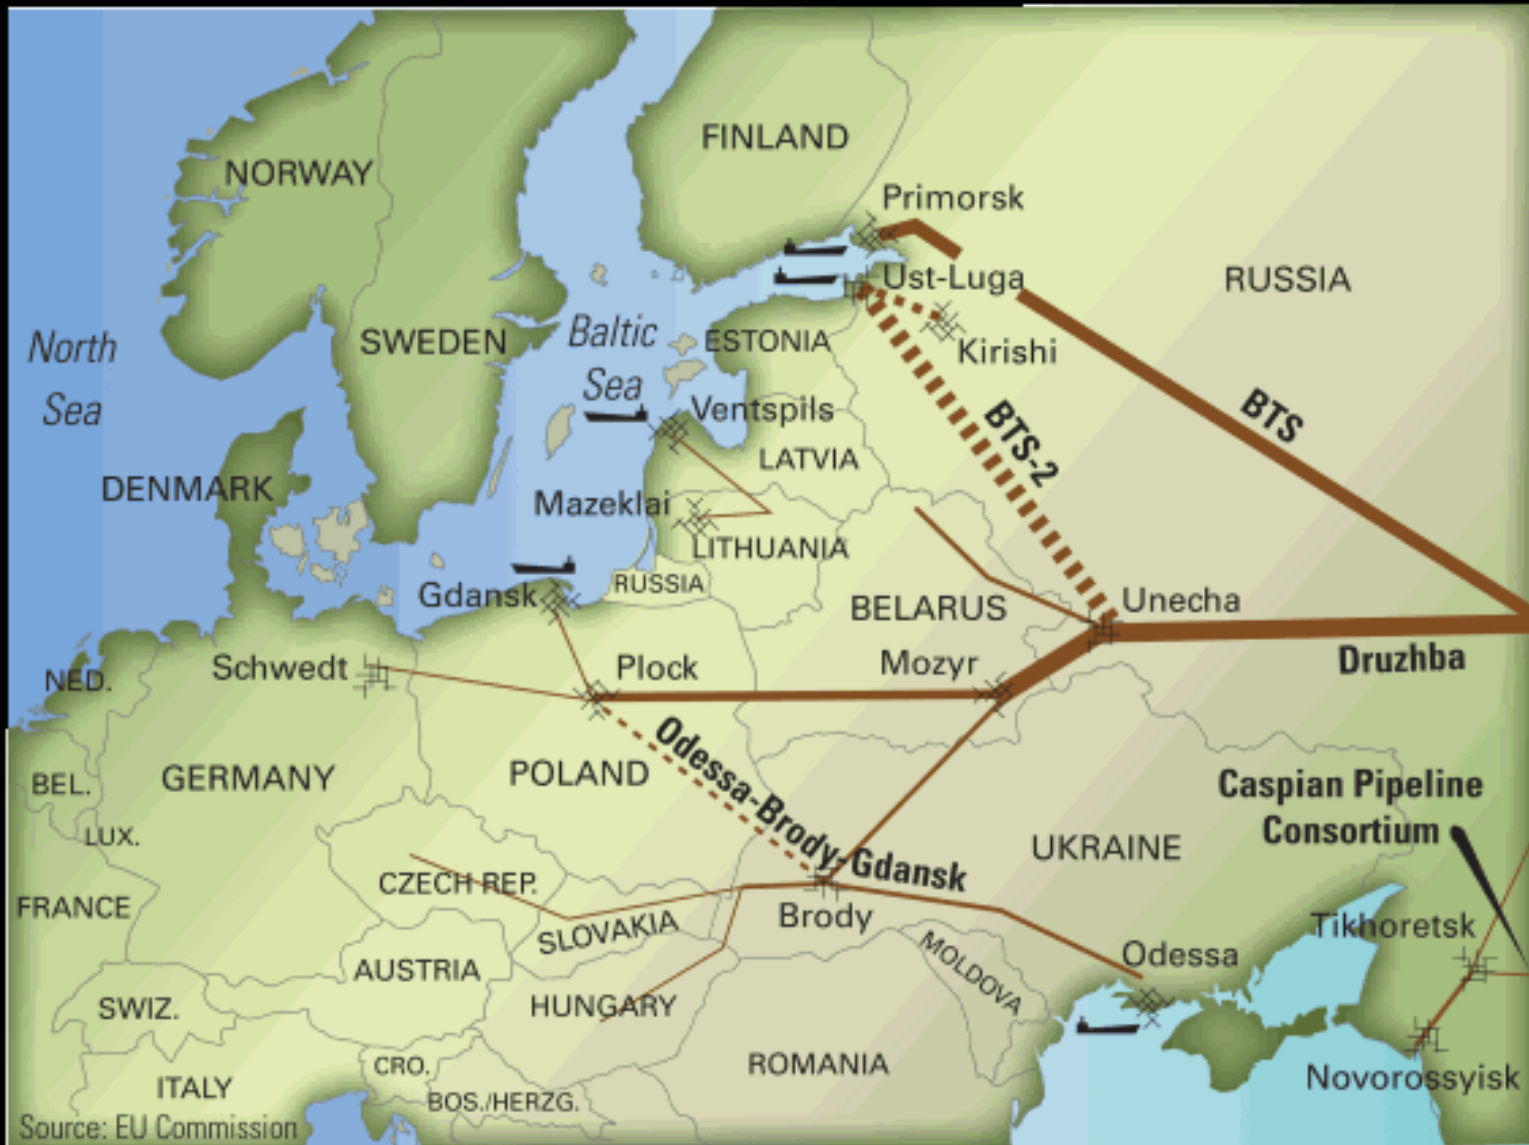 FINLAND
NORWAY
Primorsk
Ust-Luga
RUSSIA
North
Sea
SWEDEN
Baltic
Sea
ESTONIA
Kirishi
BTS
Ventspils
BTS-2
LATVIA
DENMARK
Mazeklai
LITHUANIA
RUSSIA
Gdansk
BELARUS
Unecha
NED.
Schwedt
Plock
Mozyr
Druzhba
BEL.
GERMANY
POLAND
Odessa-Brody-Gdansk
Caspian Pipeline
Consortium
LUX.
UKRAINE
FRANCE
CZECH REP.
SLOVAKIA
Brody
Tikhoretsk
AUSTRIA
MOLDOVA
Odessa
SWIZ.
HUNGARY
CRO.
ROMANIA
Novorossyisk
ITALY
BOS./HERZG.
Source: EU Commission